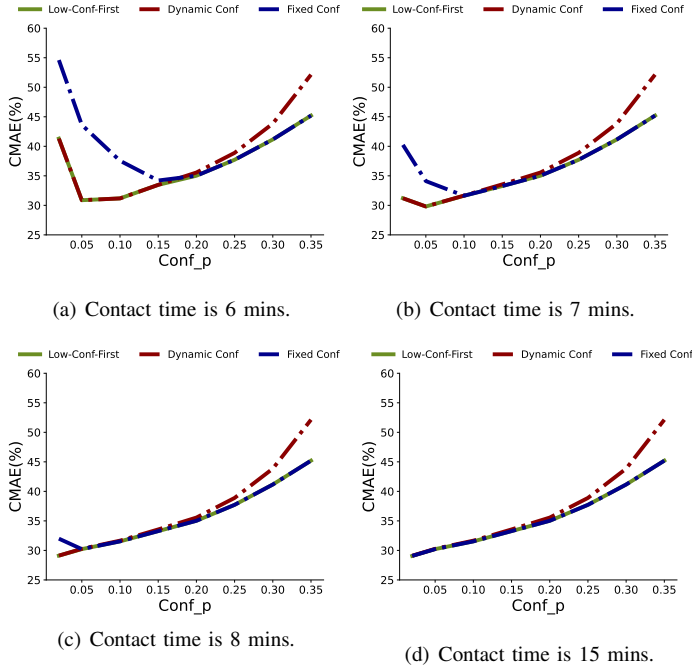 Low-Conf-First Dynamic Conf Fixed Conf
60
55
50
45
40
35
30
25
CMAE(%)
0.05 0.10 0.15 0.20 0.25 0.30 0.35
Conf_p
(a) Contact time is 6 mins.
Low-Conf-First Dynamic Conf Fixed Conf
60
55
50
45
40
35
30
25
CMAE(%)
0.05 0.10 0.15 0.20 0.25 0.30 0.35
Conf_p
(b) Contact time is 7 mins.
Low-Conf-First Dynamic Conf Fixed Conf
60
55
50
45
40
35
30
25
CMAE(%)
0.05 0.10 0.15 0.20 0.25 0.30 0.35
Conf_p
(c) Contact time is 8 mins.
Low-Conf-First Dynamic Conf Fixed Conf
60
55
50
45
40
35
30
25
CMAE(%)
0.05 0.10 0.15 0.20 0.25 0.30 0.35
Conf_p
(d) Contact time is 15 mins.